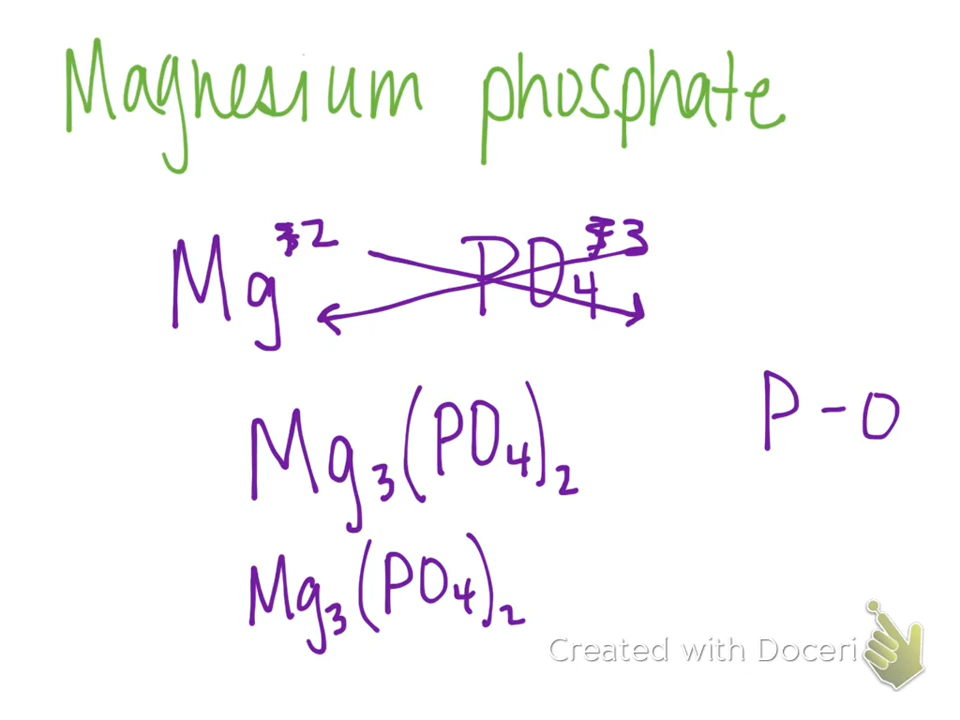 Magnesium phosphate
Mg⁺² PO₄⁻³
Mg₃(PO₄)₂
P-O
Mg₃(PO₄)₂
Created with Doceri